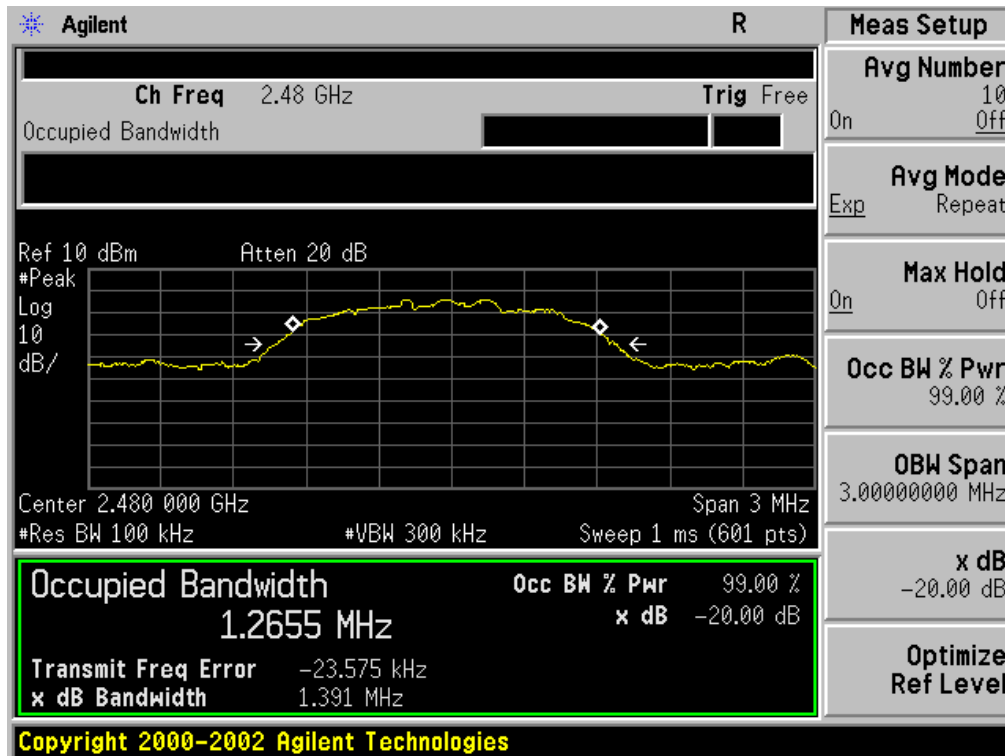 Agilent R
Meas Setup
Ch Freq 2.48 GHz Trig Free
Occupied Bandwidth
Ref 10 dBm Atten 20 dB
#Peak
Log
10
dB/
Center 2.480 000 GHz Span 3 MHz
#Res BW 100 kHz #VBW 300 kHz Sweep 1 ms (601 pts)
Occupied Bandwidth
1.2655 MHz
Occ BW % Pwr 99.00 %
x dB -20.00 dB
Transmit Freq Error -23.575 kHz
x dB Bandwidth 1.391 MHz
Avg Number
10
On Off
Avg Mode
Exp Repeat
Max Hold
On Off
Occ BW % Pwr
99.00 %
OBW Span
3.00000000 MHz
x dB
-20.00 dB
Optimize
Ref Level
Copyright 2000-2002 Agilent Technologies